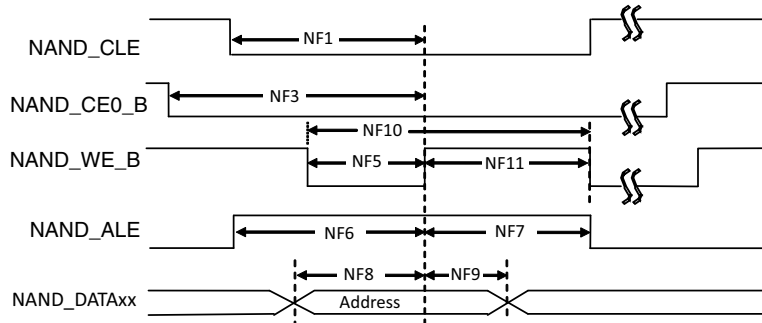 NAND_CLE
NF1
NAND_CE0_B
NF3
NF10
NAND_WE_B
NF5
NF11
NAND_ALE
NF6
NF7
NF8
NF9
NAND_DATAxx
Address